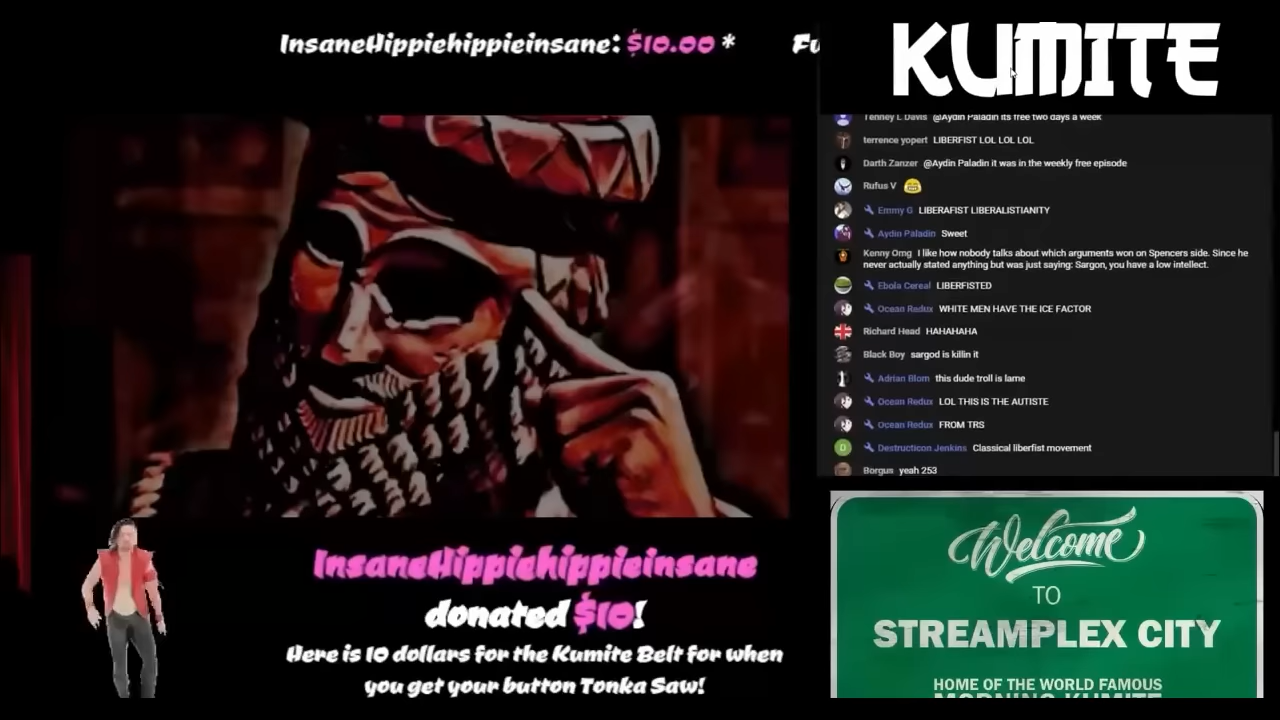 InsaneHippiehippieinsane: $10.00 * Fu
KUMITE
Tenney L Davis @Aydin Paladin its free two days a week
terrence yopert LIBERFIST LOL LOL LOL
Darth Zanzer @Aydin Paladin it was in the weekly free episode
Rufus V
Emmy G LIBERAFIST LIBERALISTIANITY
Aydin Paladin Sweet
Kenny Omg I like how nobody talks about which arguments won on Spencers side. Since he
never actually stated anything but was just saying: Sargon, you have a low intellect.
Ebola Cereal LIBERFISTED
Ocean Redux WHITE MEN HAVE THE ICE FACTOR
Richard Head HAHAHAHA
Black Boy sargod is killin it
Adrian Blom this dude troll is lame
Ocean Redux LOL THIS IS THE AUTISTE
Ocean Redux FROM TRS
D
Destructicon Jenkins Classical liberfist movement
Borgus yeah 253
InsaneHippiehippieinsane
donated $10!
Here is 10 dollars for the Kumite Belt for when
you get your button Tonka Saw!
Welcome
TO
STREAMPLEX CITY
HOME OF THE WORLD FAMOUS
MORNING KUMITE